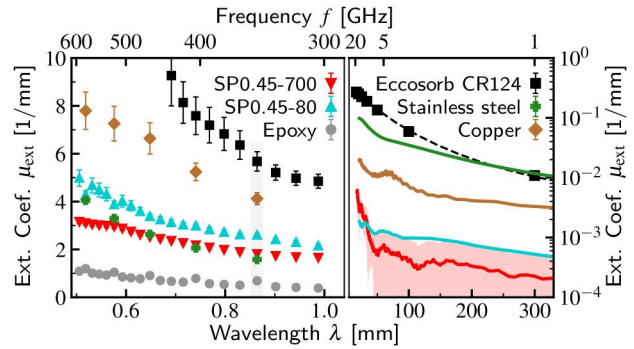 Frequency f [GHz]
600 500 400 300 20 5 1
Ext. Coef. μext [1/mm]
10
8
6
4
2
0
SP0.45-700
SP0.45-80
Epoxy
Eccosorb CR124
Stainless steel
Copper
10⁰
10⁻¹
10⁻²
10⁻³
10⁻⁴
Ext. Coef. μext [1/mm]
0.6 0.8 1.0 100 200 300
Wavelength λ [mm]